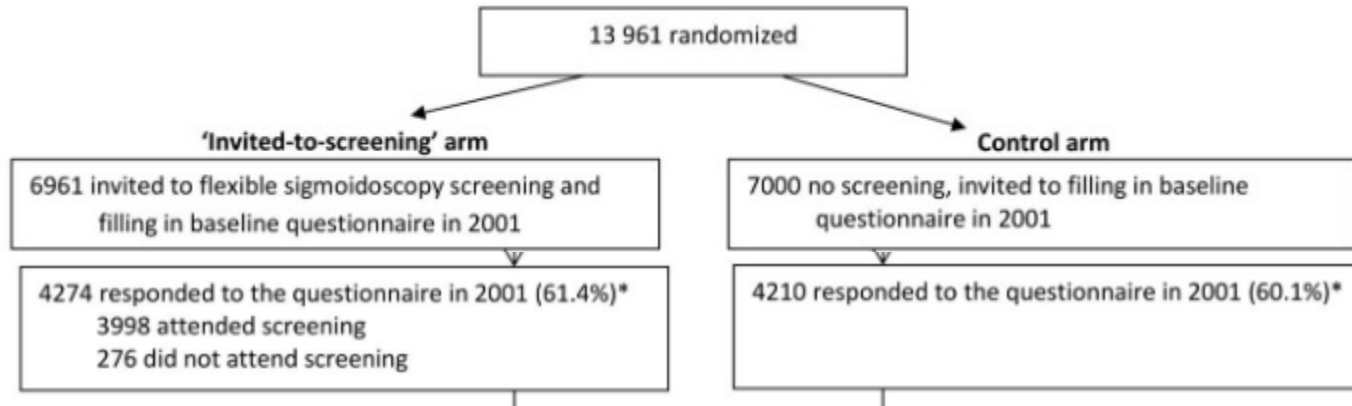 13 961 randomized
‘Invited-to-screening’ arm
6961 invited to flexible sigmoidoscopy screening and
filling in baseline questionnaire in 2001
4274 responded to the questionnaire in 2001 (61.4%)*
3998 attended screening
276 did not attend screening
Control arm
7000 no screening, invited to filling in baseline
questionnaire in 2001
4210 responded to the questionnaire in 2001 (60.1%)*